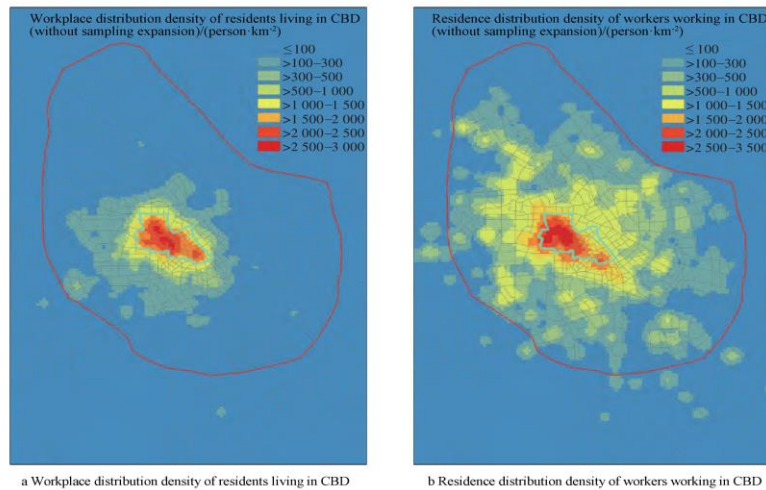 Workplace distribution density of residents living in CBD
(without sampling expansion)/(person·km⁻²)
≤100
>100−300
>300−500
>500−1 000
>1 000−1 500
>1 500−2 000
>2 000−2 500
>2 500−3 000
Residence distribution density of workers working in CBD
(without sampling expansion)/(person·km⁻²)
≤100
>100−300
>300−500
>500−1 000
>1 000−1 500
>1 500−2 000
>2 000−2 500
>2 500−3 500
a Workplace distribution density of residents living in CBD
b Residence distribution density of workers working in CBD